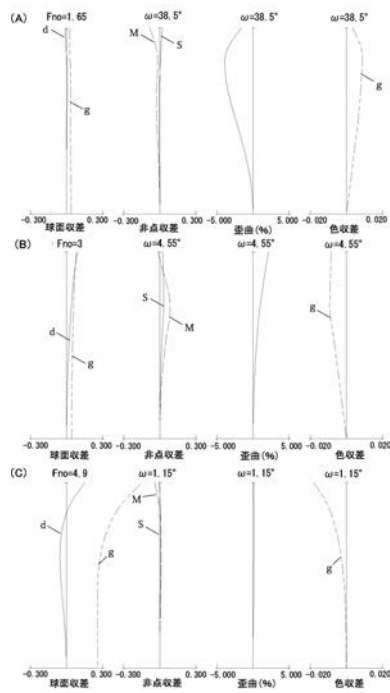 (A) Fno=1.65 ω=38.5° ω=38.5° ω=38.5°
d M S
g g
-0.300 0.300 -0.300 0.300 -5.000 5.000 -0.020 0.020
球面収差 非点収差 歪曲(%) 色収差
(B) Fno=3 ω=4.55° ω=4.55° ω=4.55°
S g
d M
g
-0.300 0.300 -0.300 0.300 -5.000 5.000 -0.020 0.020
球面収差 非点収差 歪曲(%) 色収差
(C) Fno=4.9 ω=1.15° ω=1.15° ω=1.15°
M
d S
g g
-0.300 0.300 -0.300 0.300 -5.000 5.000 -0.020 0.020
球面収差 非点収差 歪曲(%) 色収差